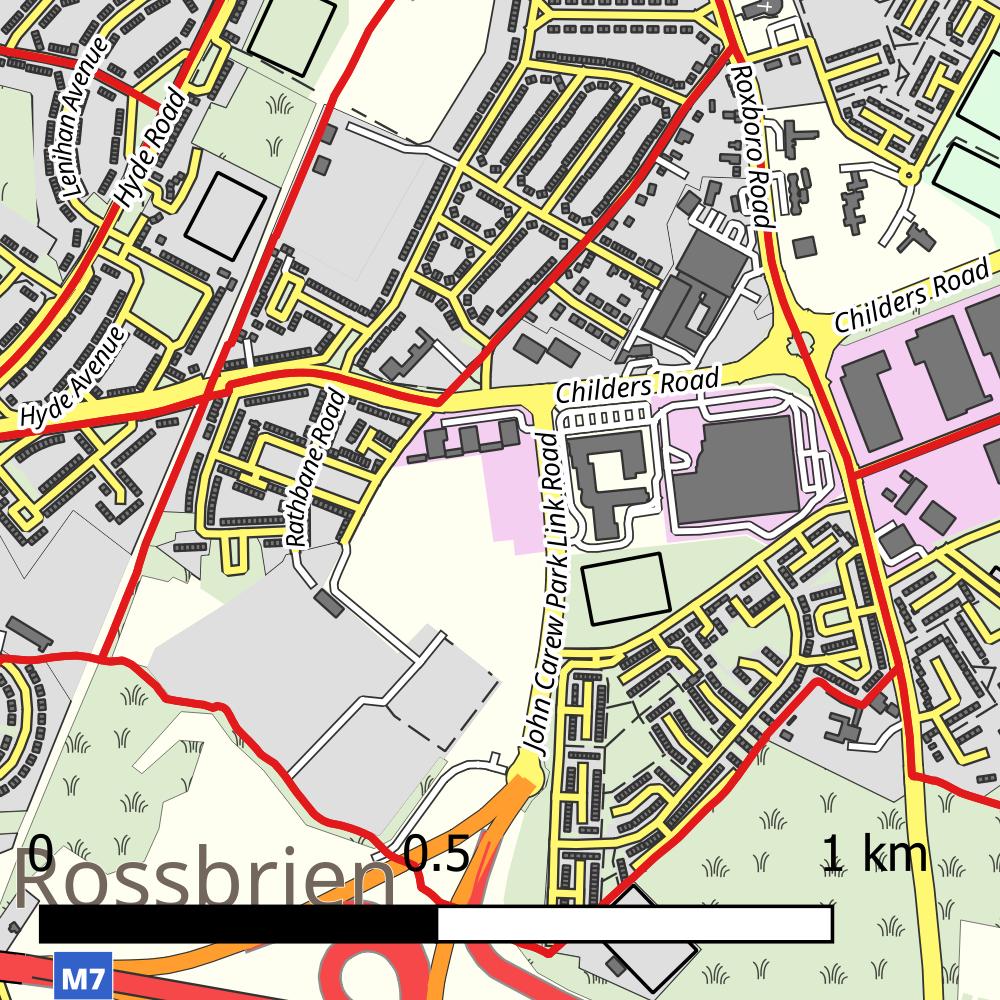 Lenihan Avenue
Hyde Road
Roxboro Road
Childers Road
Hyde Avenue
Childers Road
Rathbane Road
John Carew Park Link Road
0 0.5 1 km
Rossbrien
M7